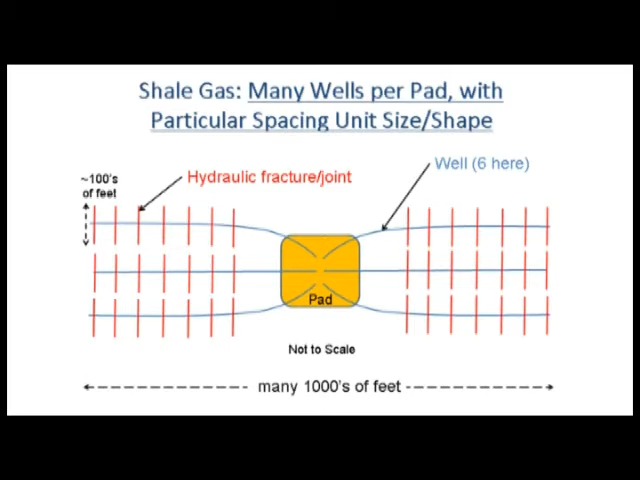 Shale Gas: Many Wells per Pad, with
Particular Spacing Unit Size/Shape
~100's
of feet
Hydraulic fracture/joint
Well (6 here)
Pad
Not to Scale
many 1000's of feet